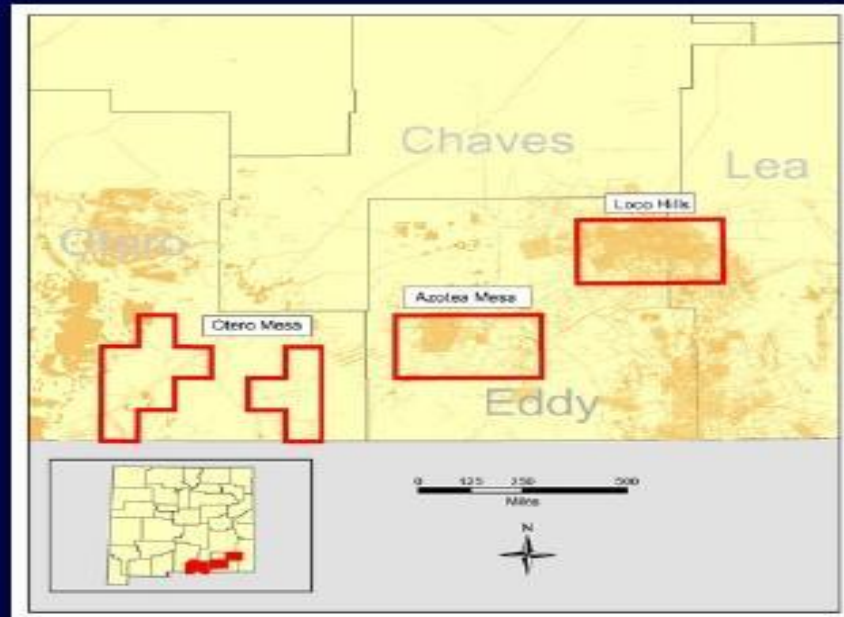 Chaves
Lea
Loco Hills
Otero
Azotea Mesa
Otero Mesa
Eddy
0 125 250 500
Miles
N